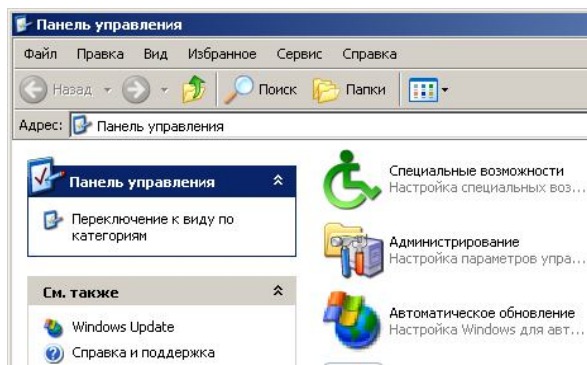 Панель управления
Файл Правка Вид Избранное Сервис Справка
Назад Поиск Папки
Адрес: Панель управления
Панель управления
Переключение к виду по
категориям
См. также
Windows Update
Справка и поддержка
Специальные возможности
Настройка специальных воз...
Администрирование
Настройка параметров упра...
Автоматическое обновление
Настройка Windows для авт...